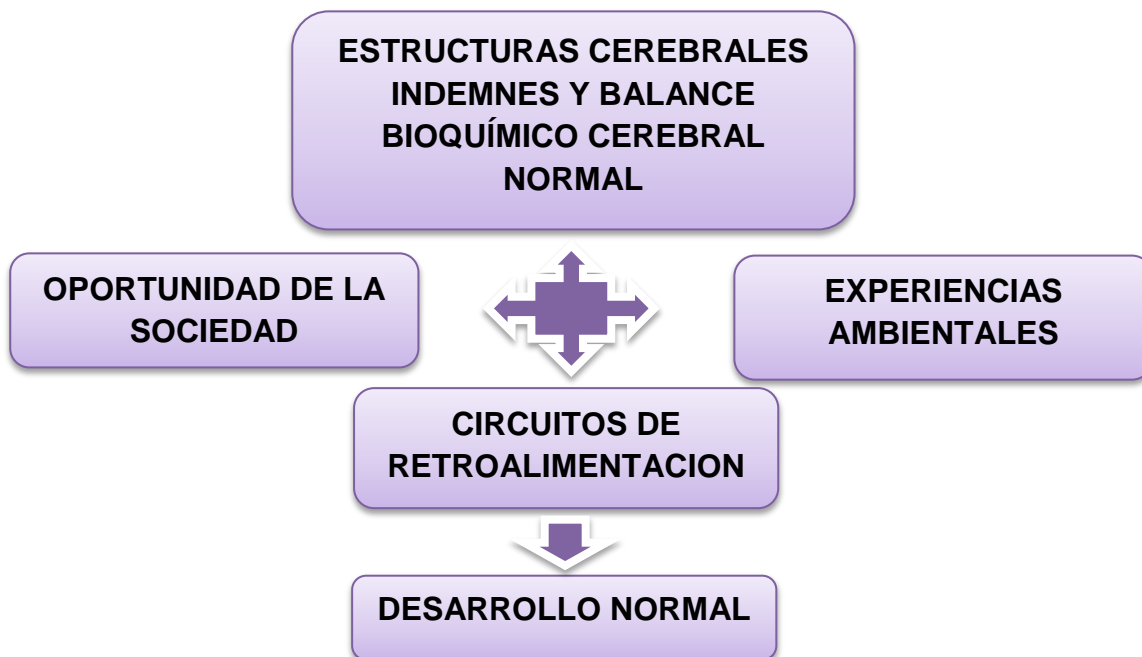 ESTRUCTURAS CEREBRALES
INDEMNES Y BALANCE
BIOQUÍMICO CEREBRAL
NORMAL
OPORTUNIDAD DE LA
SOCIEDAD
EXPERIENCIAS
AMBIENTALES
CIRCUITOS DE
RETROALIMENTACION
DESARROLLO NORMAL